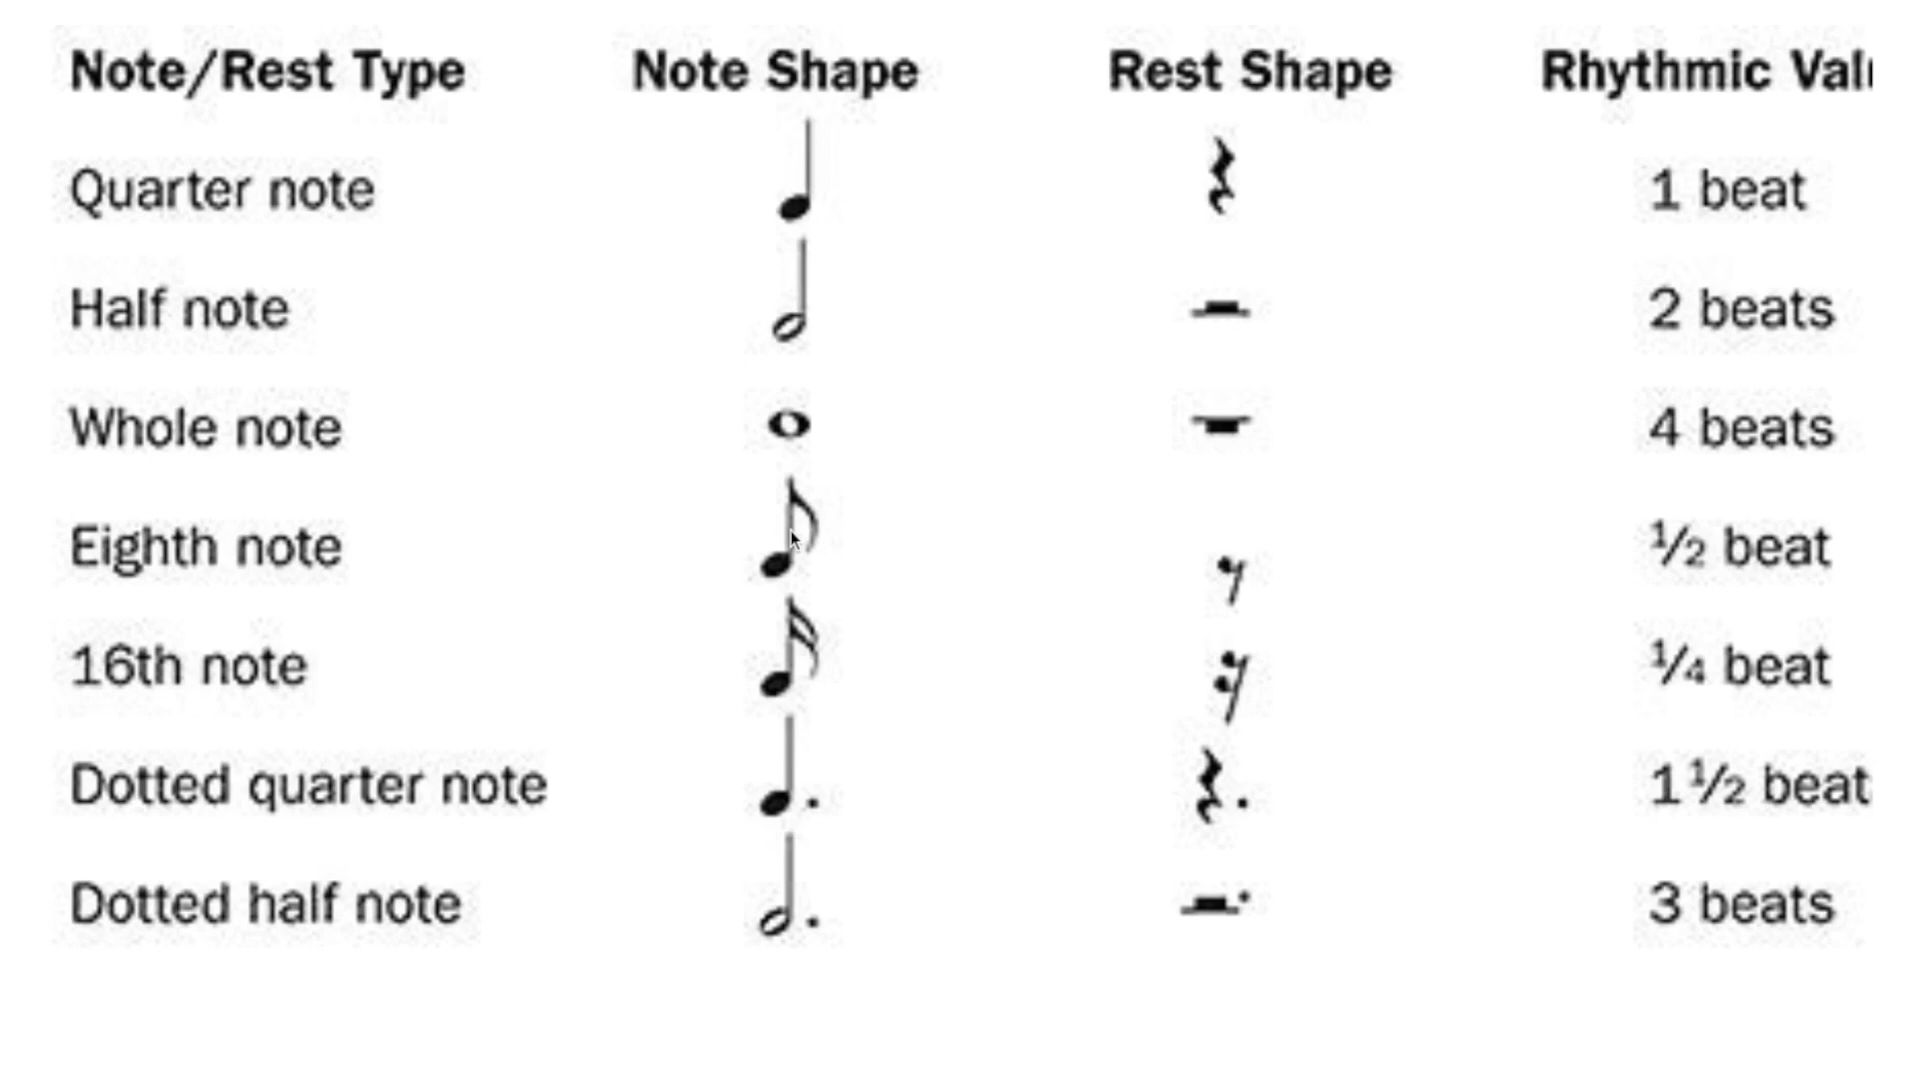 Note/Rest Type Note Shape Rest Shape Rhythmic
Quarter note 1 beat
Half note 2 beats
Whole note 4 beats
Eighth note ½ beat
16th note ¼ beat
Dotted quarter note 1½ beat
Dotted half note 3 beats